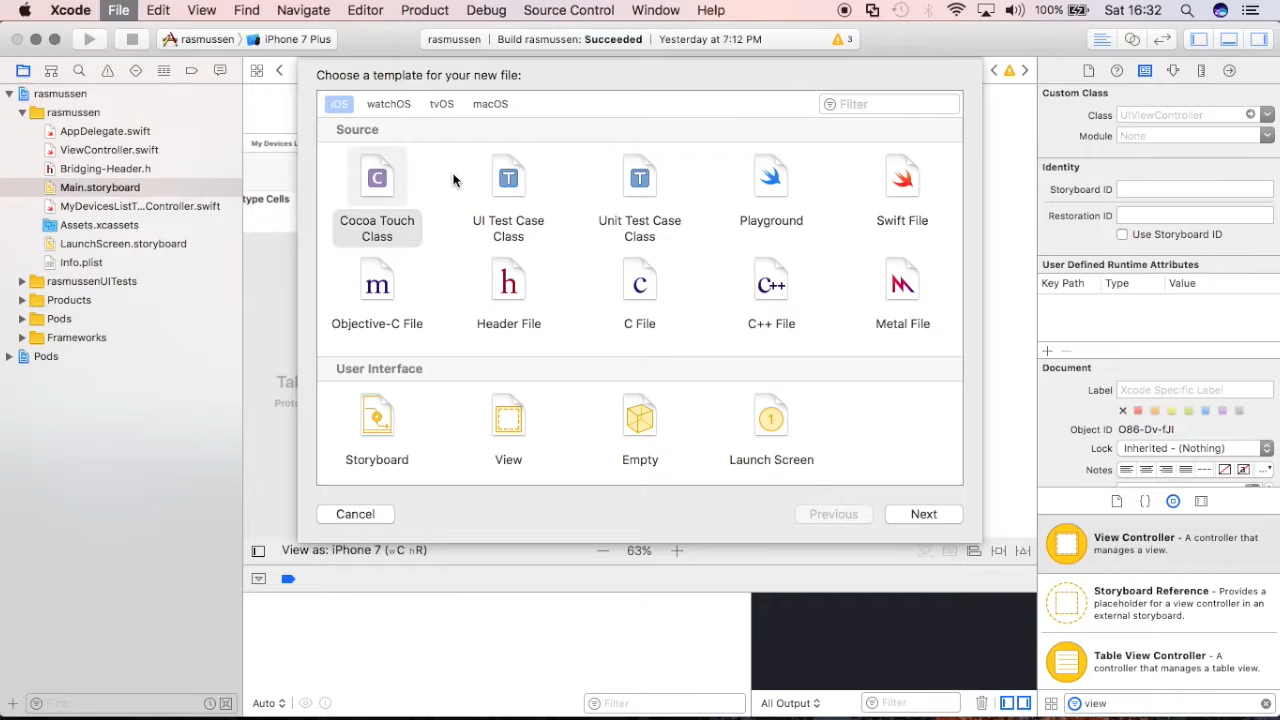 Xcode File Edit View Find Navigate Editor Product Debug Source Control Window Help 100% Sat 16:32
rasmussen iPhone 7 Plus rasmussen Build rasmussen: Succeeded Yesterday at 7:12 PM 3
Choose a template for your new file:
iOS watchOS tvOS macOS Filter
Source
Cocoa Touch
Class
UI Test Case
Class
Unit Test Case
Class
Playground
Swift File
Objective-C File
Header File
C File
C++ File
Metal File
User Interface
Storyboard
View
Empty
Launch Screen
Cancel Previous Next
rasmussen
rasmussen
AppDelegate.swift
ViewController.swift
Bridging-Header.h
Main.storyboard
MyDevicesListT...Controller.swift
Assets.xcassets
LaunchScreen.storyboard
Info.plist
rasmussenUITests
Products
Pods
Frameworks
Pods
Filter
My Devices L
type Cells
Ta
Proto
View as: iPhone 7 (wC hR) 63%
Auto Filter All Output Filter
Custom Class
Class UIViewController
Module None
Identity
Storyboard ID
Restoration ID
Use Storyboard ID
User Defined Runtime Attributes
Key Path Type Value
Document
Label Xcode Specific Label
Object ID O86-Dv-fJI
Lock Inherited - (Nothing)
Notes
View Controller - A controller that
manages a view.
Storyboard Reference - Provides a
placeholder for a view controller in an
external storyboard.
Table View Controller - A
controller that manages a table view.
view